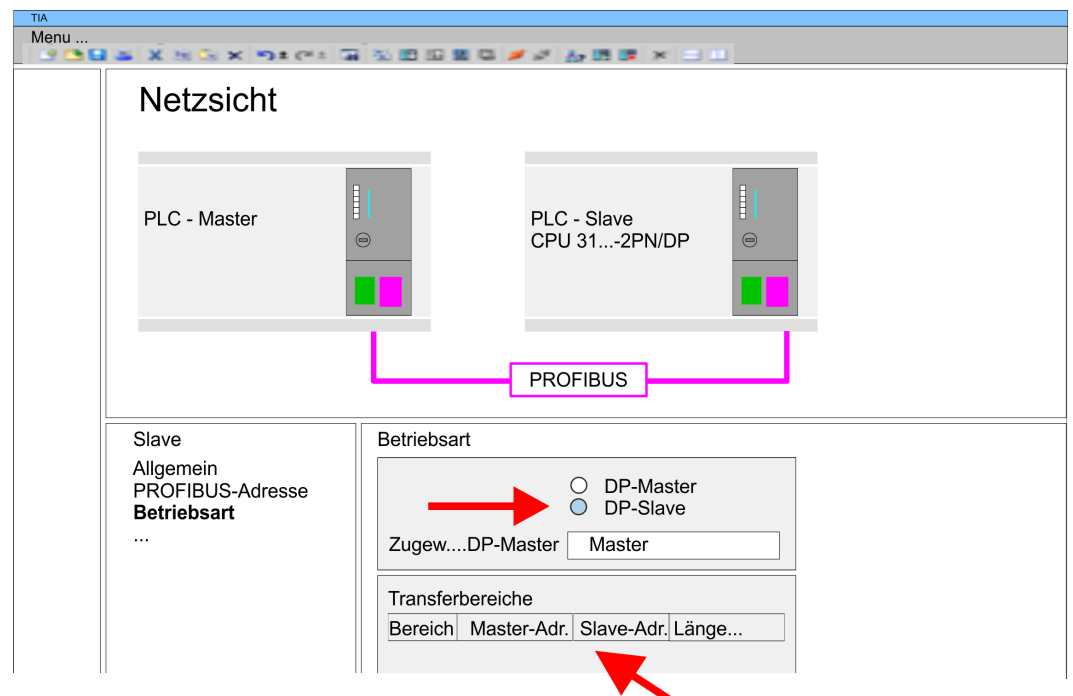 TIA
Menu ...
Netzsicht
PLC - Master
PLC - Slave
CPU 31...-2PN/DP
PROFIBUS
Slave
Allgemein
PROFIBUS-Adresse
Betriebsart
...
Betriebsart
DP-Master
DP-Slave
Zugew....DP-Master Master
Transferbereiche
Bereich Master-Adr. Slave-Adr. Länge...